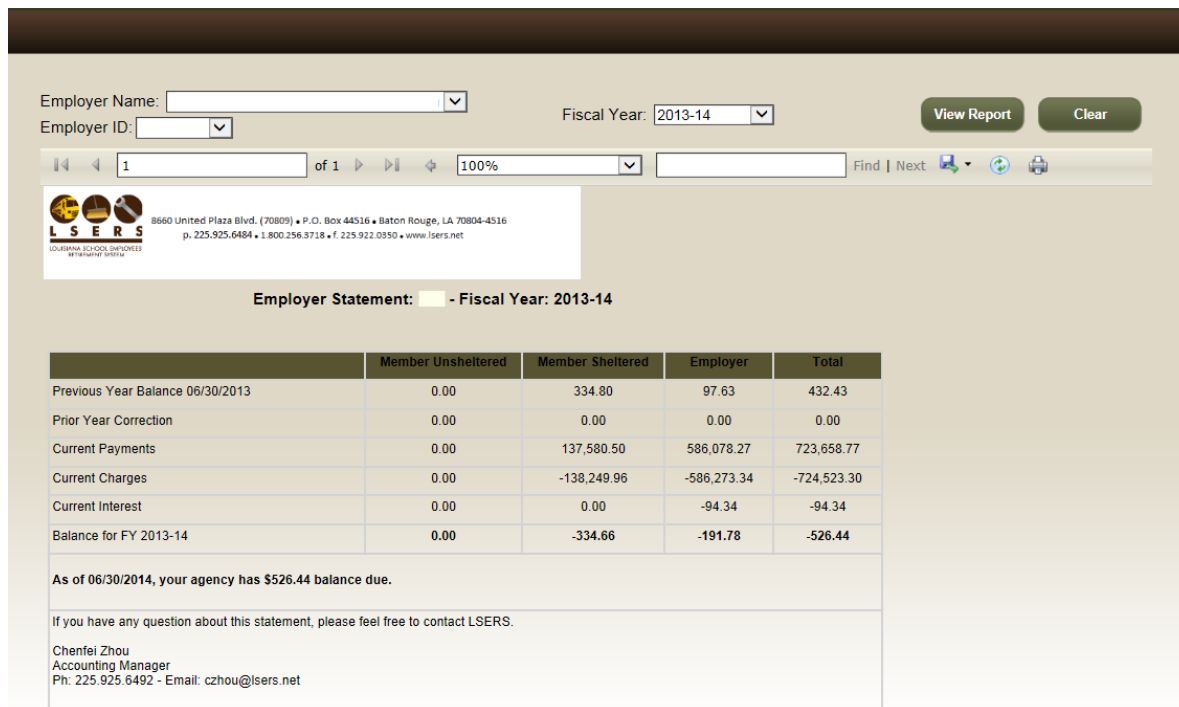 Employer Name:
Employer ID:
Fiscal Year: 2013-14
View Report
Clear
1 of 1 100% Find | Next
L S E R S
LOUISIANA SCHOOL EMPLOYEES
RETIREMENT SYSTEM
8660 United Plaza Blvd. (70809) • P.O. Box 44516 • Baton Rouge, LA 70804-4516
p. 225.925.6484 • 1.800.256.3718 • f. 225.922.0350 • www.lsers.net
Employer Statement: - Fiscal Year: 2013-14
Member Unsheltered Member Sheltered Employer Total
Previous Year Balance 06/30/2013 0.00 334.80 97.63 432.43
Prior Year Correction 0.00 0.00 0.00 0.00
Current Payments 0.00 137,580.50 586,078.27 723,658.77
Current Charges 0.00 -138,249.96 -586,273.34 -724,523.30
Current Interest 0.00 0.00 -94.34 -94.34
Balance for FY 2013-14 0.00 -334.66 -191.78 -526.44
As of 06/30/2014, your agency has $526.44 balance due.
If you have any question about this statement, please feel free to contact LSERS.
Chenfei Zhou
Accounting Manager
Ph: 225.925.6492 - Email: czhou@lsers.net